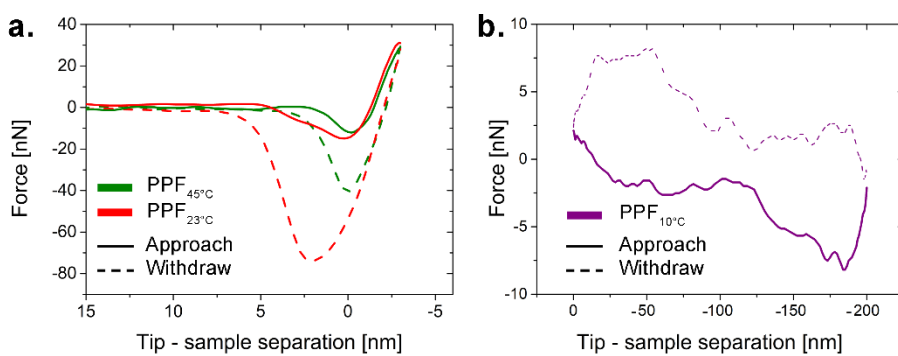 a.
Force [nN]
40
20
0
-20
-40
-60
-80
PPF45°C
PPF23°C
Approach
Withdraw
15
10
5
0
-5
Tip - sample separation [nm]
b.
Force [nN]
10
5
0
-5
-10
PPF10°C
Approach
Withdraw
0
-50
-100
-150
-200
Tip - sample separation [nm]